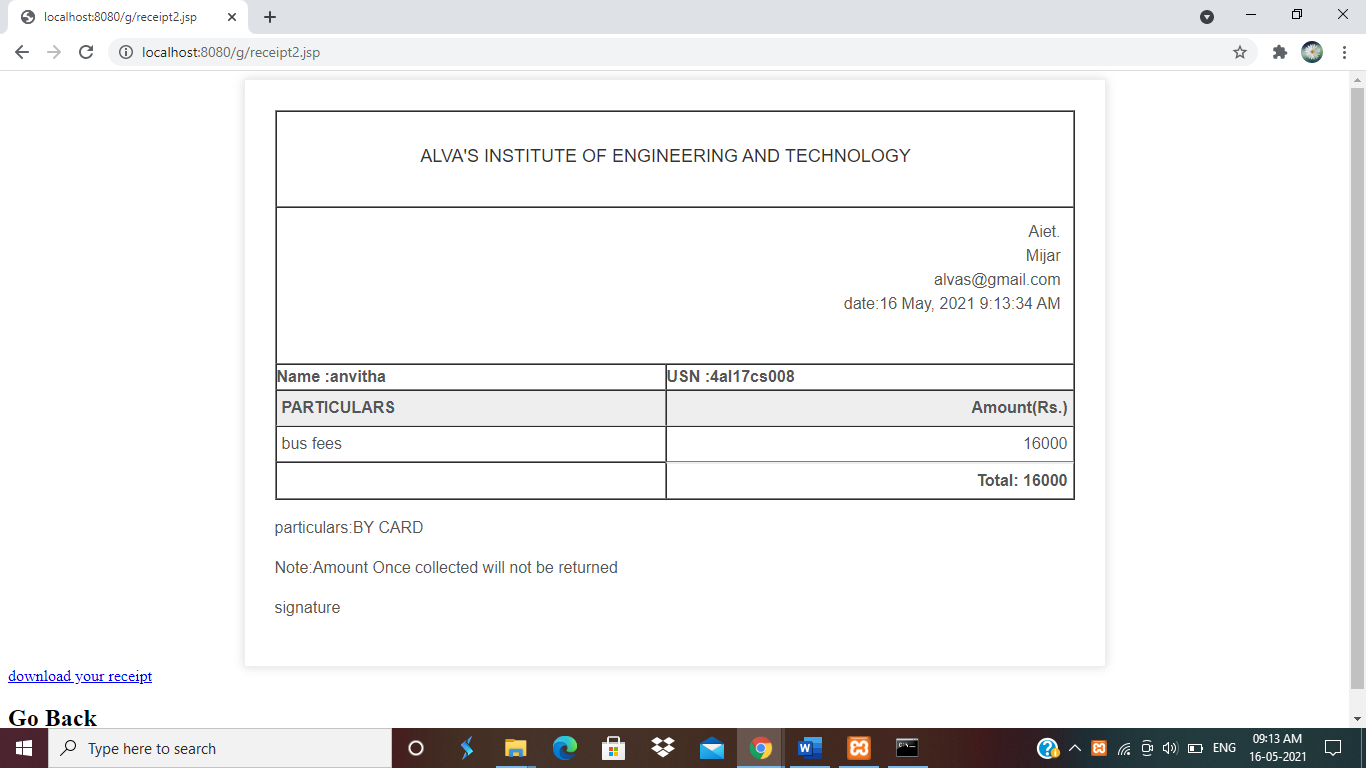 localhost:8080/g/receipt2.jsp
localhost:8080/g/receipt2.jsp
ALVA'S INSTITUTE OF ENGINEERING AND TECHNOLOGY
Aiet.
Mijar
alvas@gmail.com
date:16 May, 2021 9:13:34 AM
Name :anvitha USN :4al17cs008
PARTICULARS Amount(Rs.)
bus fees 16000
Total: 16000
particulars:BY CARD
Note:Amount Once collected will not be returned
signature
download your receipt
Go Back
Type here to search
ENG
09:13 AM
16-05-2021